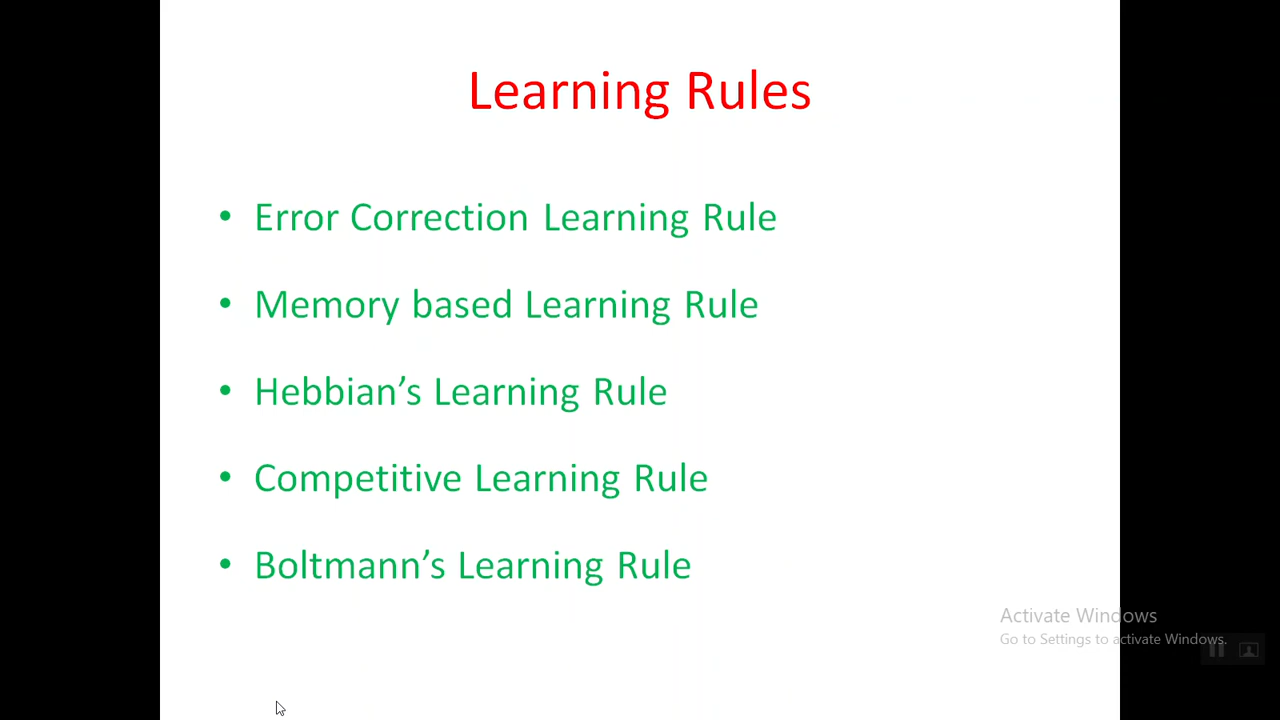 Learning Rules
• Error Correction Learning Rule
• Memory based Learning Rule
• Hebbian’s Learning Rule
• Competitive Learning Rule
• Boltmann’s Learning Rule
Activate Windows
Go to Settings to activate Windows.